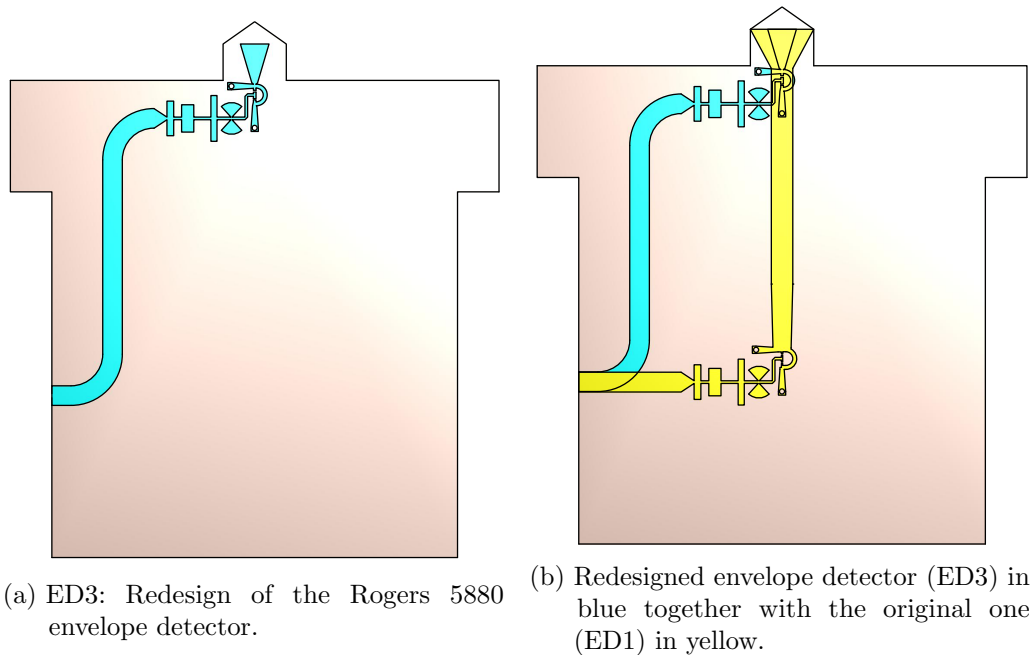 (a) ED3: Redesign of the Rogers 5880
envelope detector.
(b) Redesigned envelope detector (ED3) in
blue together with the original one
(ED1) in yellow.